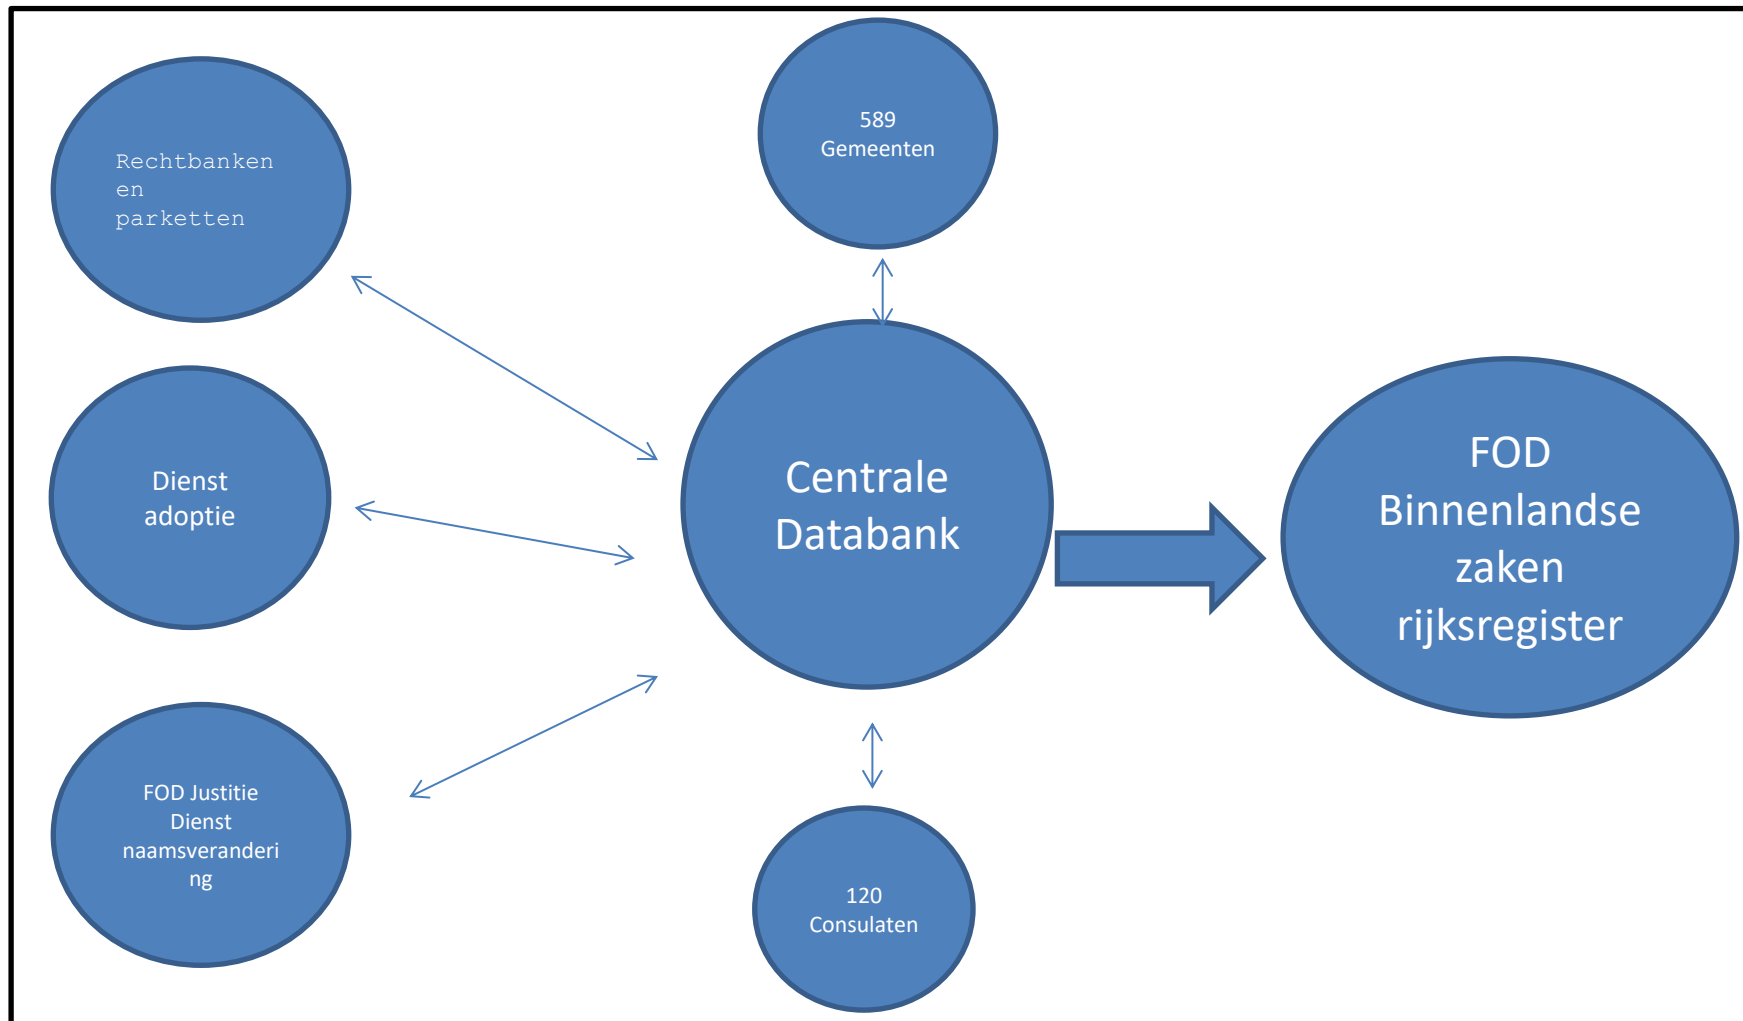 Rechtbanken
en
parketten
Dienst
adoptie
FOD Justitie
Dienst
naamsveranderi
ng
589
Gemeenten
Centrale
Databank
120
Consulaten
FOD
Binnenlandse
zaken
rijksregister